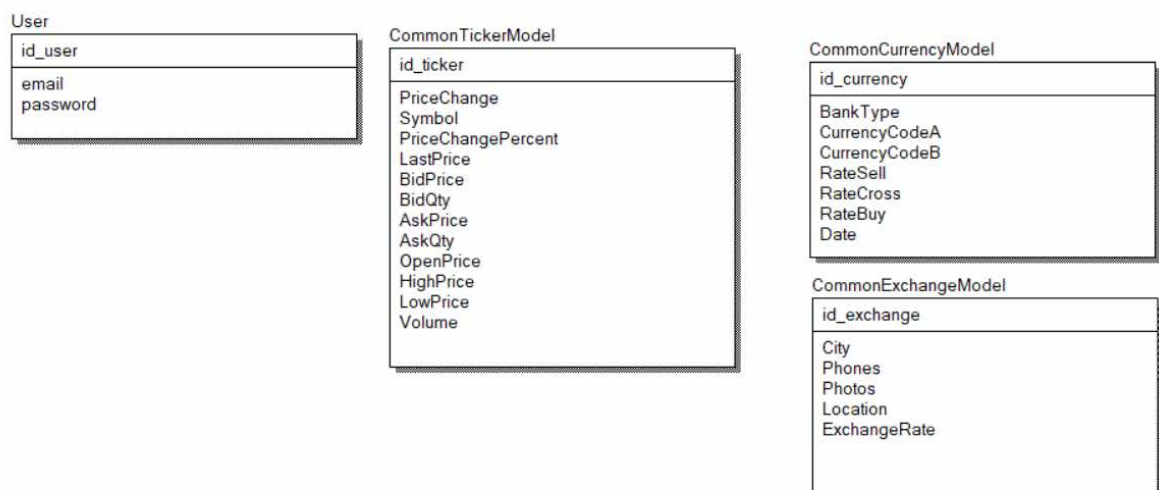 User
id_user
email
password
CommonTickerModel
id_ticker
PriceChange
Symbol
PriceChangePercent
LastPrice
BidPrice
BidQty
AskPrice
AskQty
OpenPrice
HighPrice
LowPrice
Volume
CommonCurrencyModel
id_currency
BankType
CurrencyCodeA
CurrencyCodeB
RateSell
RateCross
RateBuy
Date
CommonExchangeModel
id_exchange
City
Phones
Photos
Location
ExchangeRate